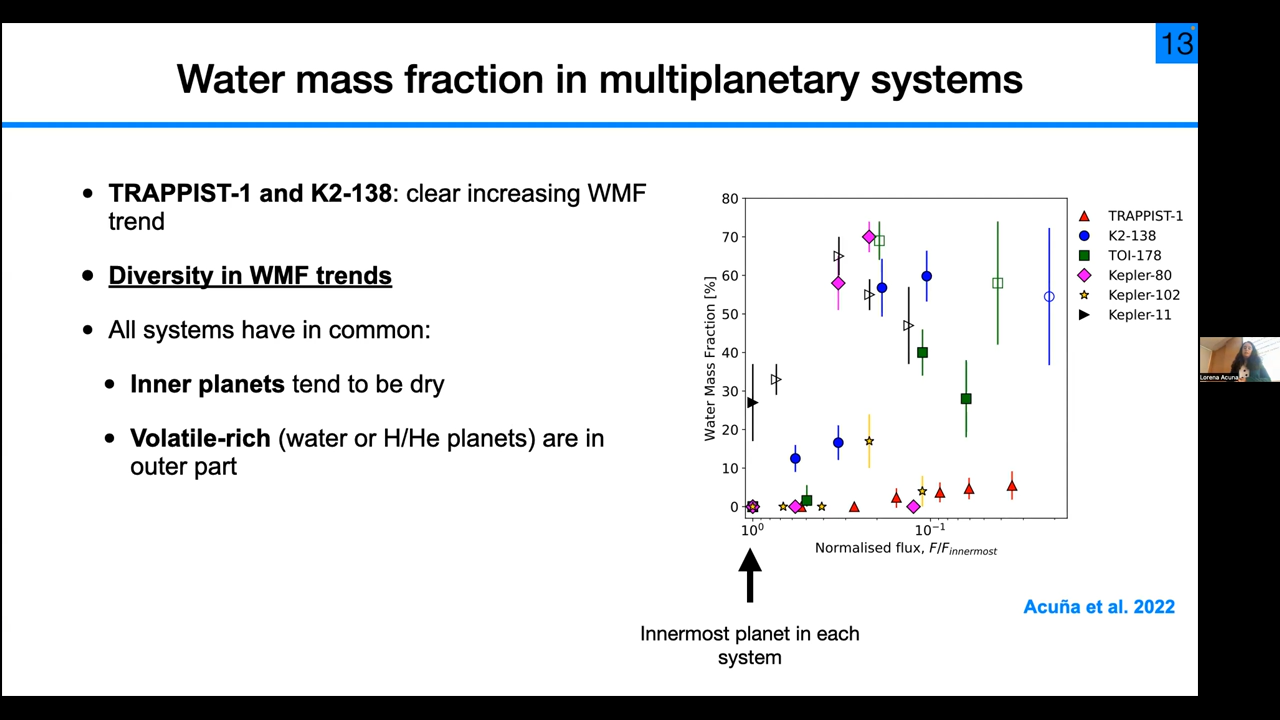 13
Water mass fraction in multiplanetary systems
• TRAPPIST-1 and K2-138: clear increasing WMF
trend
• Diversity in WMF trends
• All systems have in common:
• Inner planets tend to be dry
• Volatile-rich (water or H/He planets) are in
outer part
Water Mass Fraction [%]
80
70
60
50
40
30
20
10
0
10⁰
10⁻¹
Normalised flux, F/Finnermost
TRAPPIST-1
K2-138
TOI-178
Kepler-80
Kepler-102
Kepler-11
Innermost planet in each
system
Acuña et al. 2022
Lorena Acuna